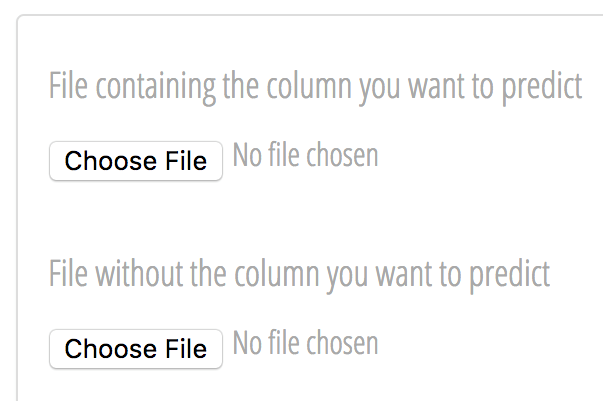 File containing the column you want to predict
Choose File No file chosen
File without the column you want to predict
Choose File No file chosen